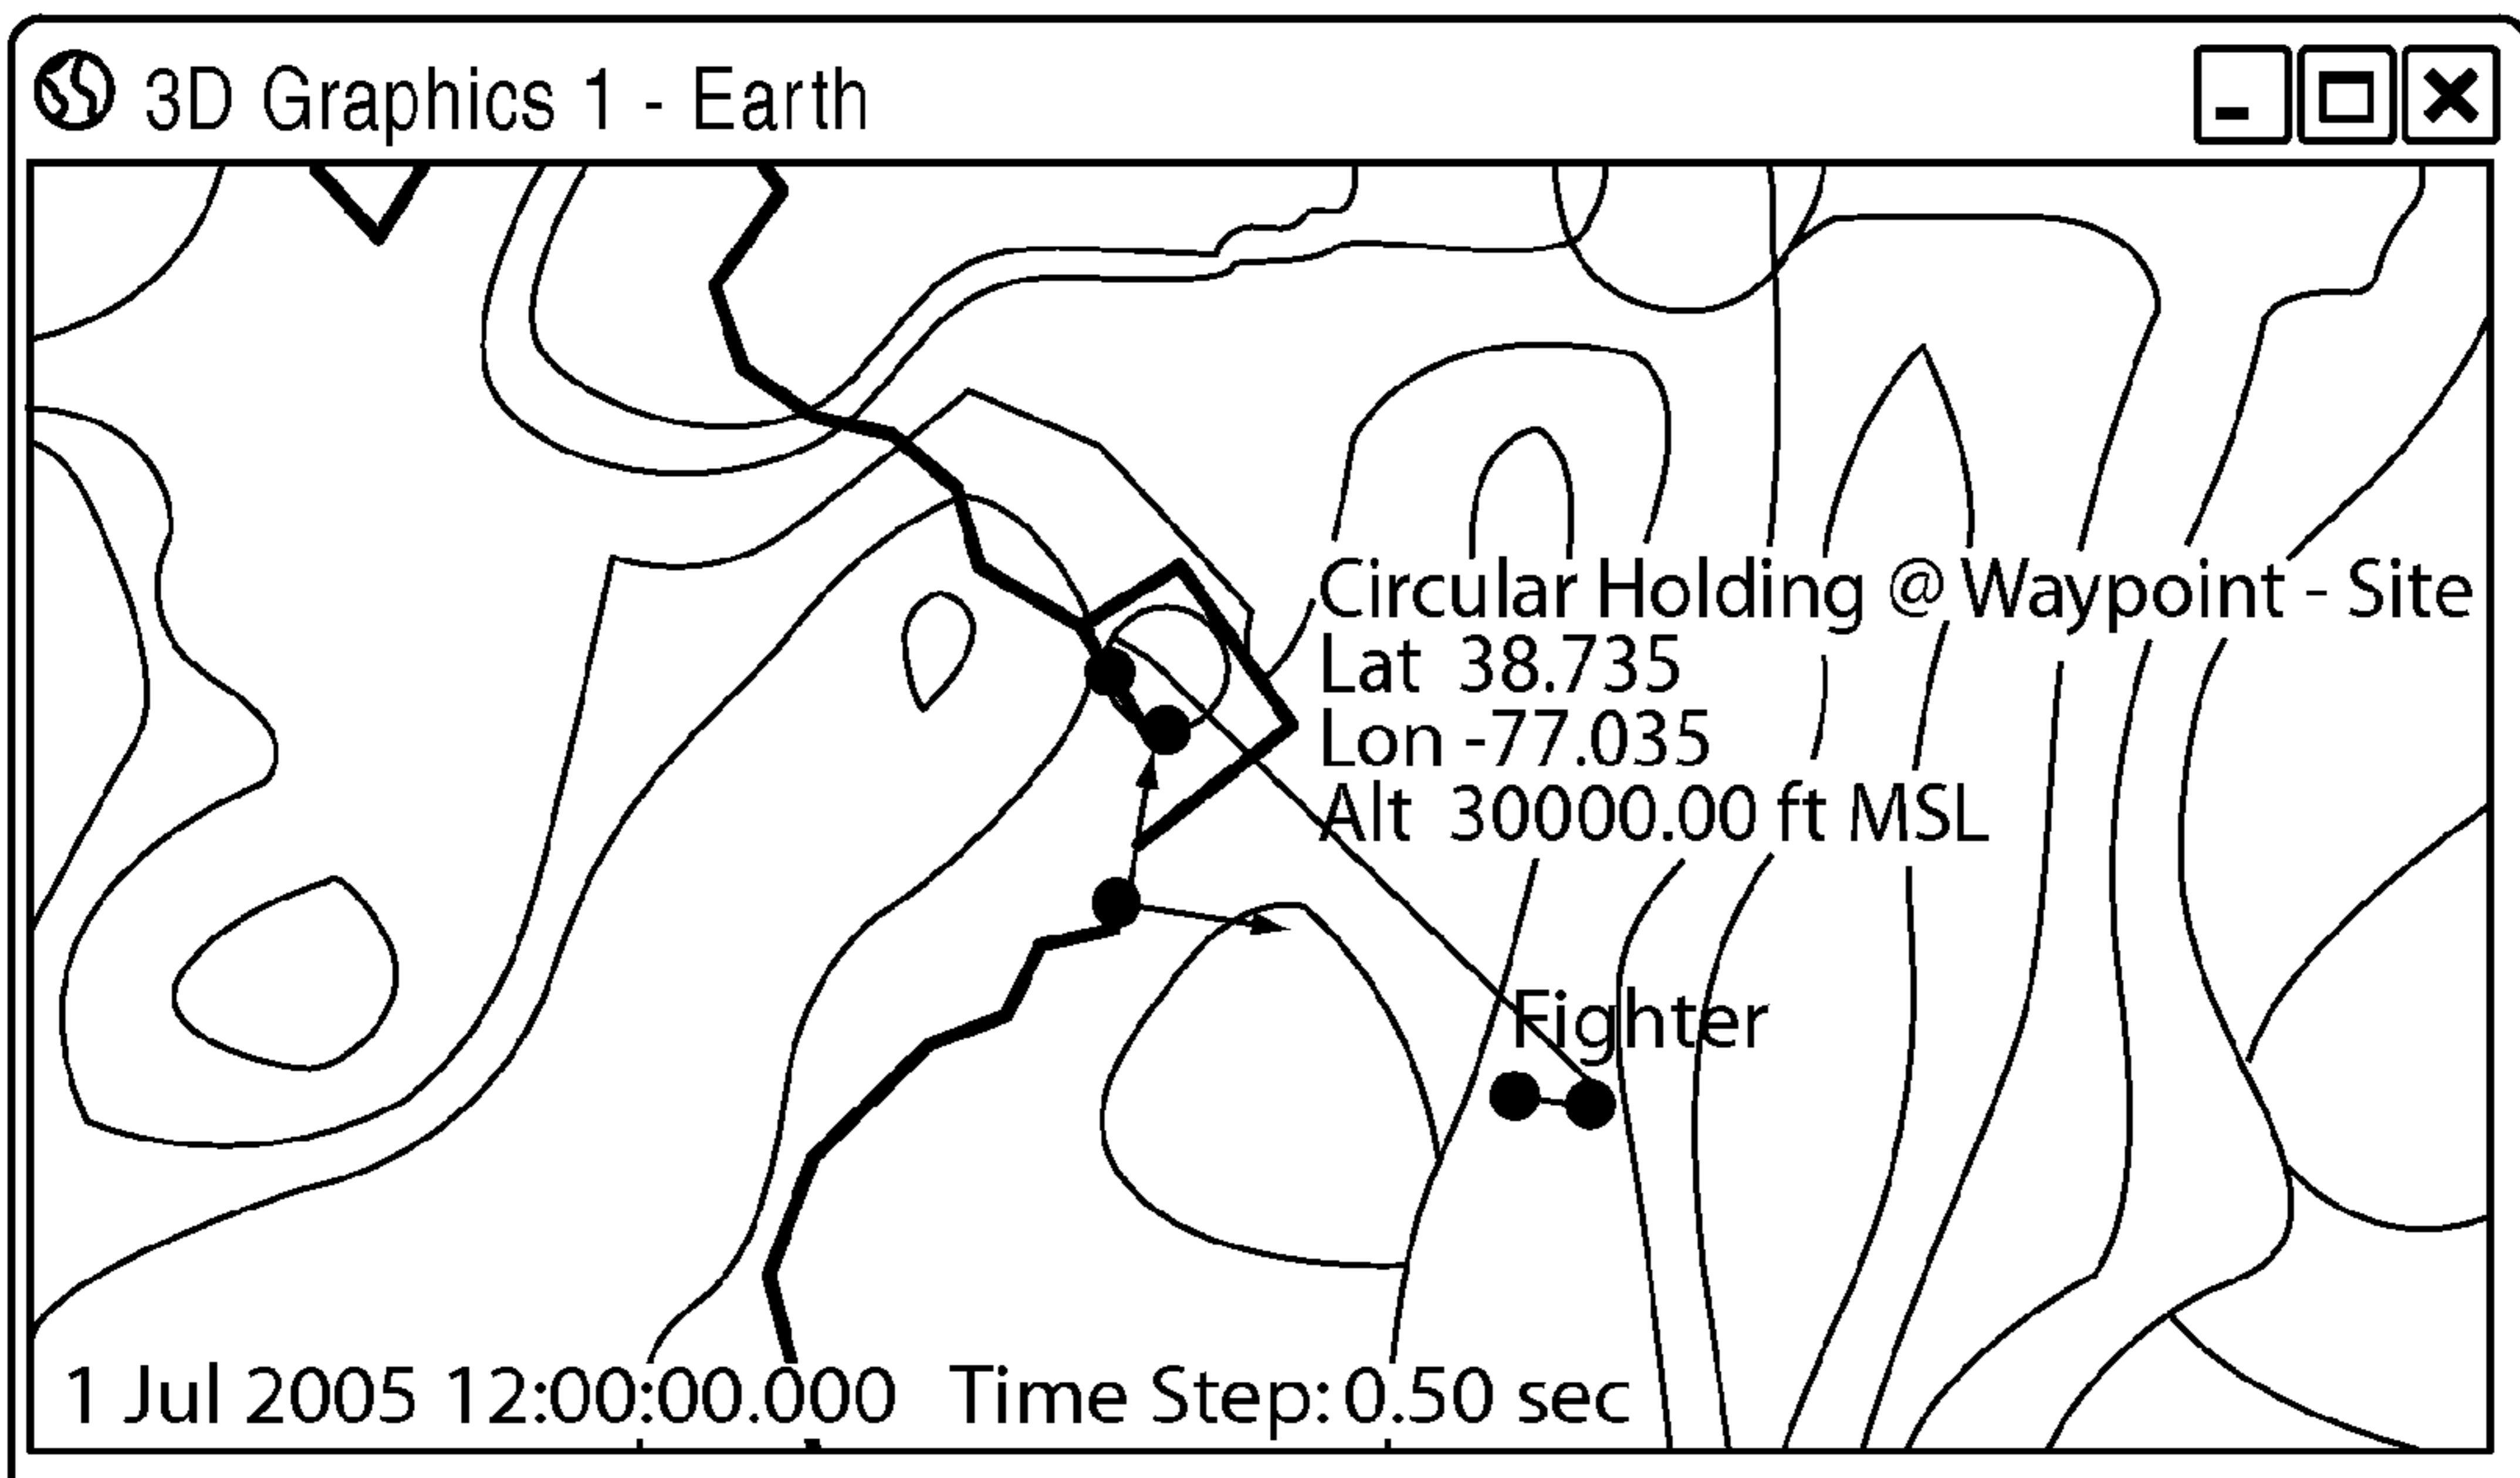 3D Graphics 1 - Earth
Circular Holding @ Waypoint - Site
Lat 38.735
Lon -77.035
Alt 30000.00 ft MSL
Fighter
1 Jul 2005 12:00:00.000 Time Step: 0.50 sec